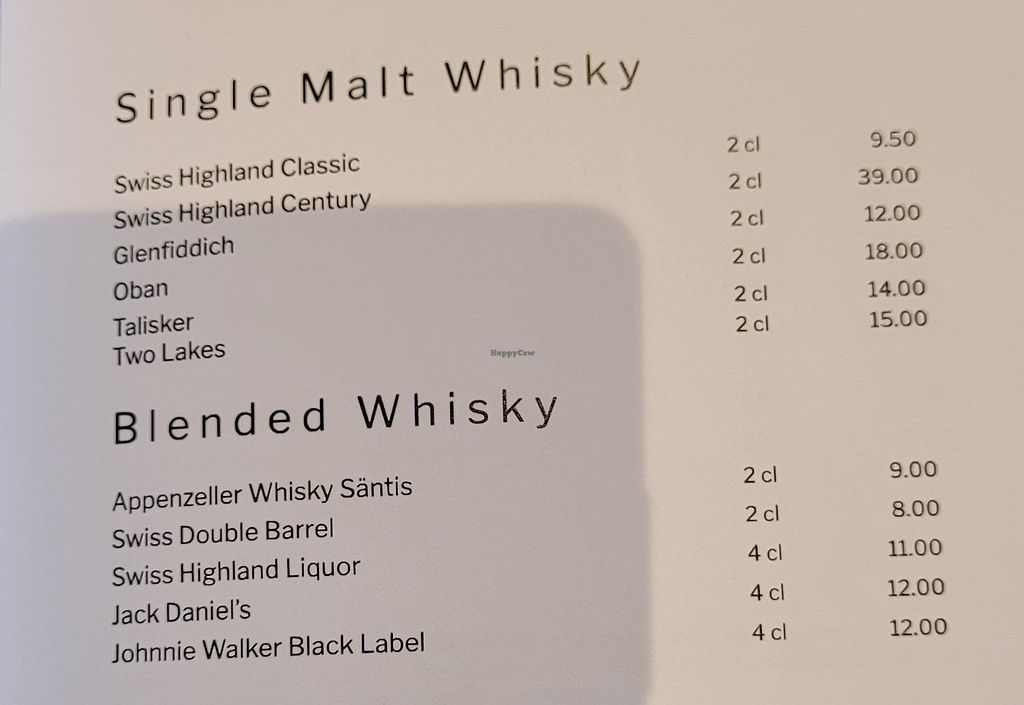 Single Malt Whisky
Swiss Highland Classic 2 cl 9.50
Swiss Highland Century 2 cl 39.00
Glenfiddich 2 cl 12.00
Oban 2 cl 18.00
Talisker 2 cl 14.00
Two Lakes 2 cl 15.00
HappyCow
Blended Whisky
Appenzeller Whisky Säntis 2 cl 9.00
Swiss Double Barrel 2 cl 8.00
Swiss Highland Liquor 4 cl 11.00
Jack Daniel's 4 cl 12.00
Johnnie Walker Black Label 4 cl 12.00